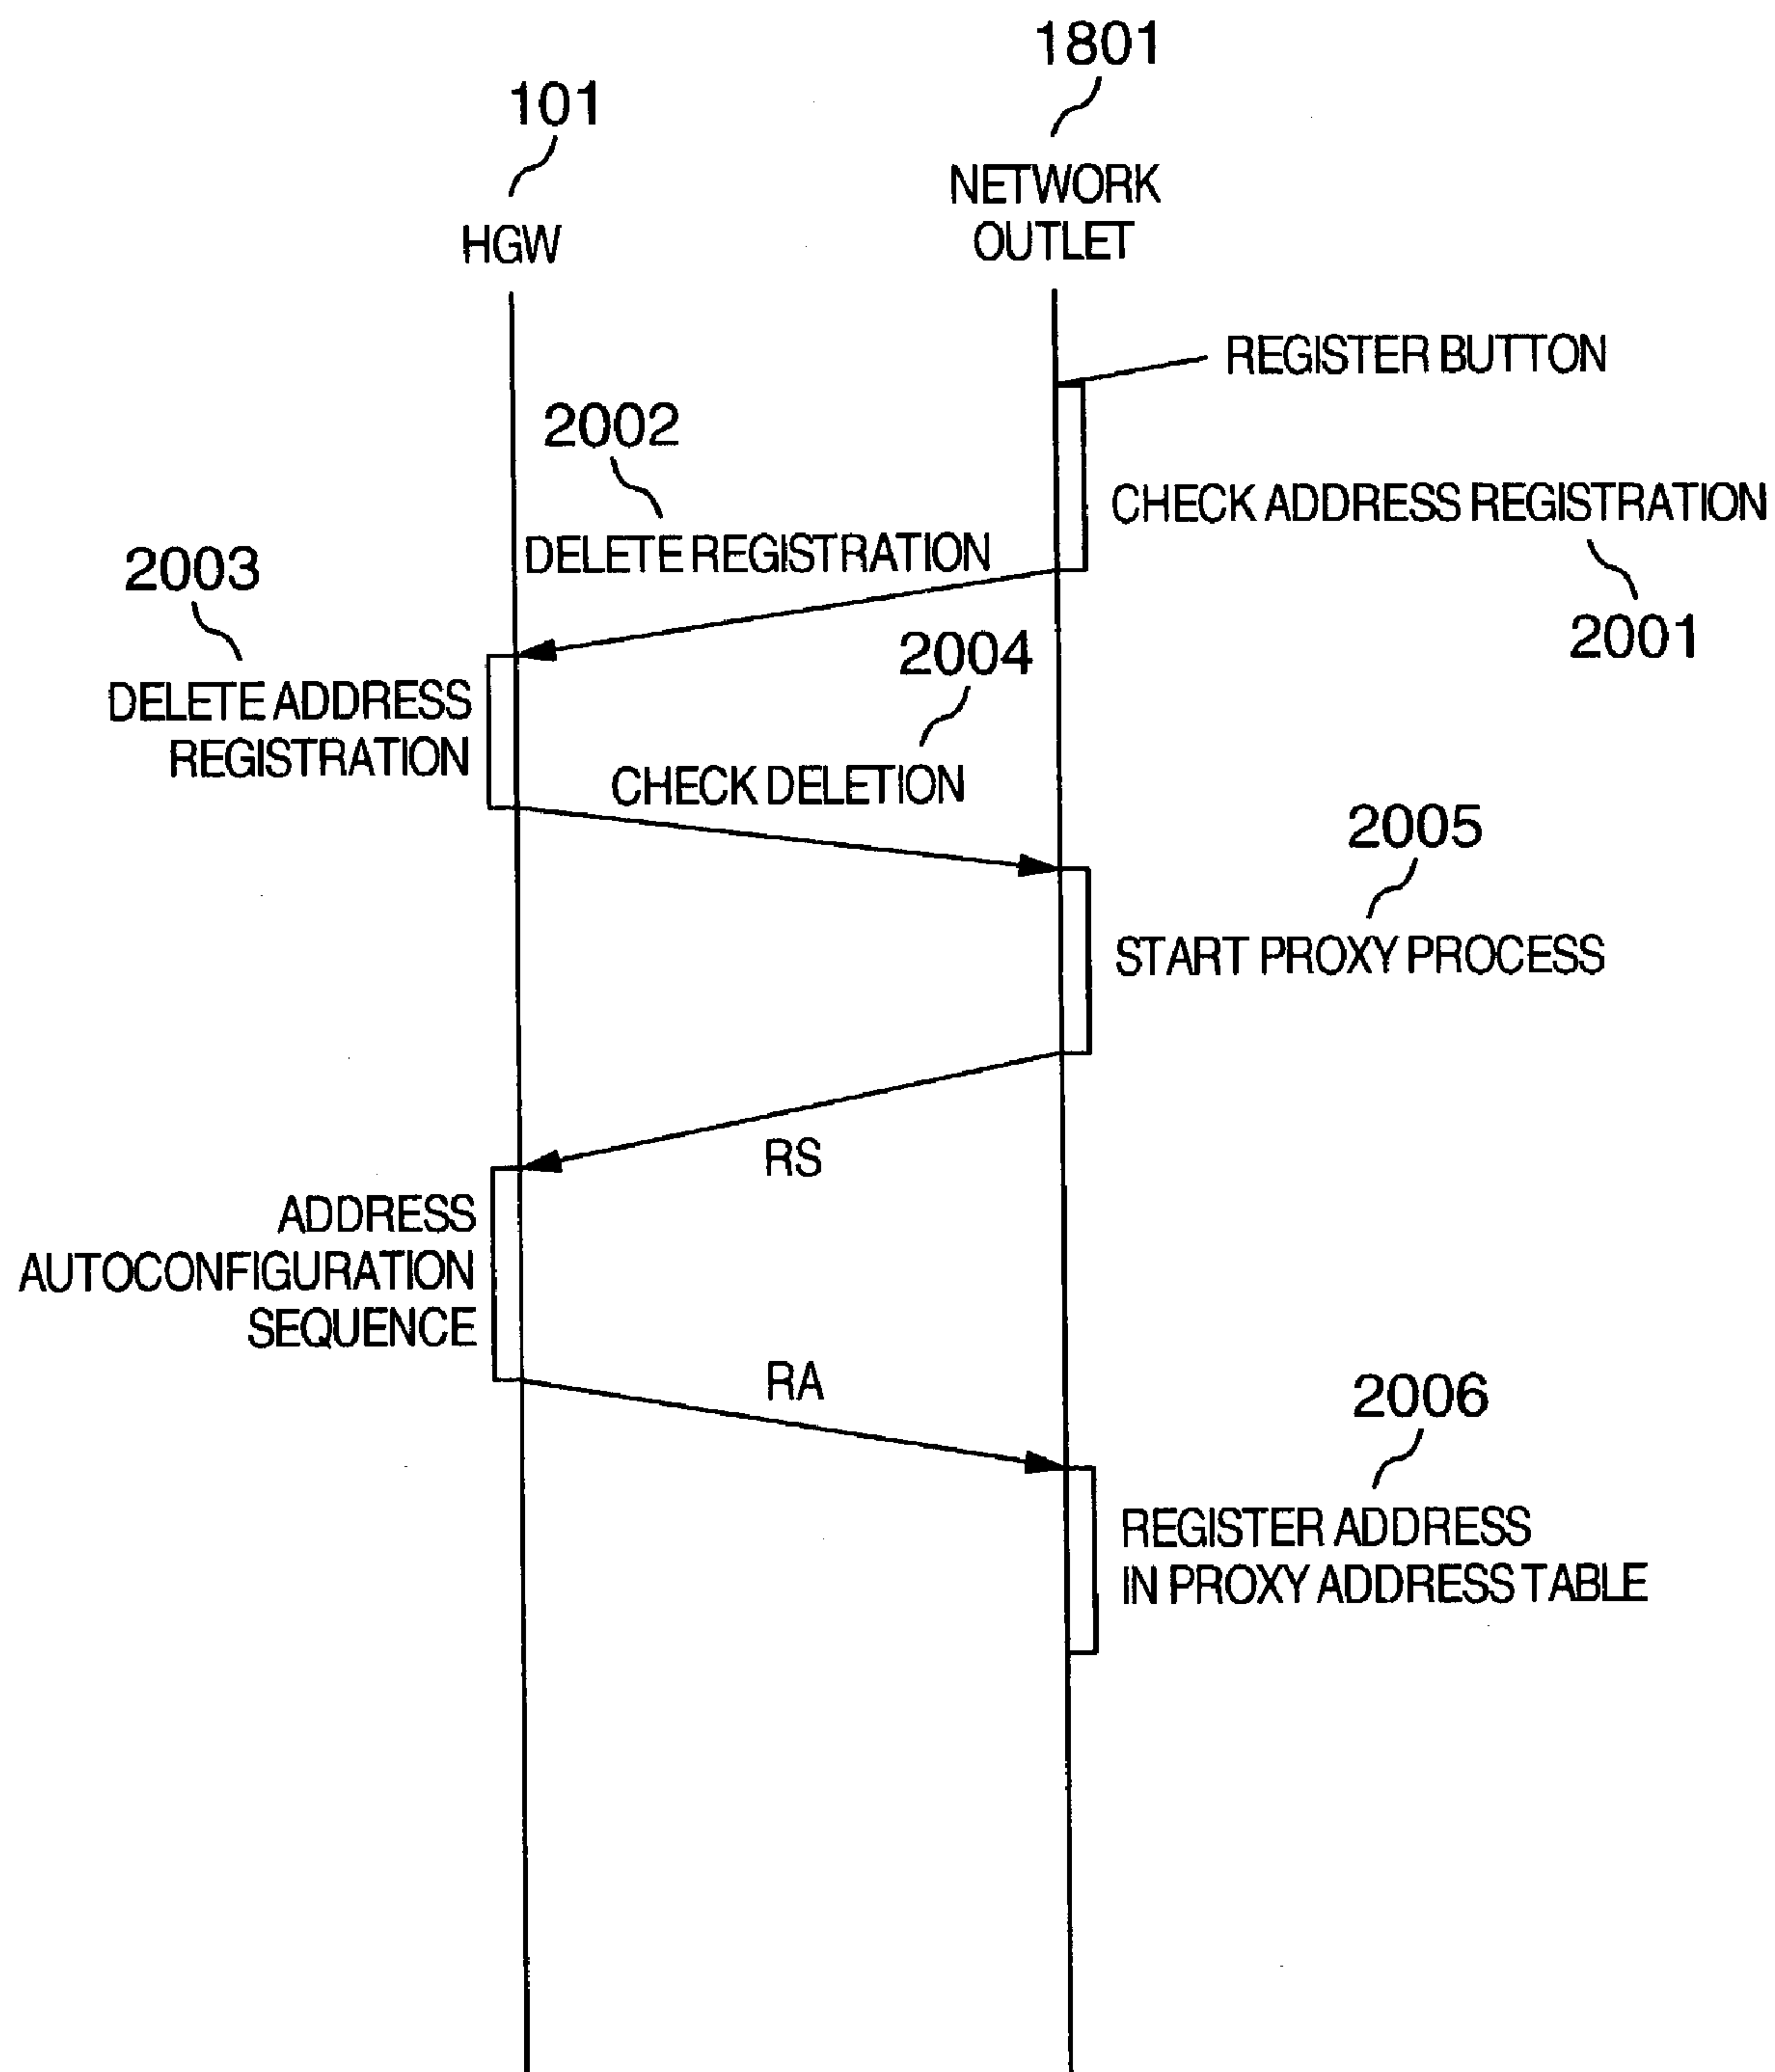 1801
101
NETWORK
OUTLET
HGW
REGISTER BUTTON
2002
CHECK ADDRESS REGISTRATION
DELETE REGISTRATION
2003
2001
2004
DELETE ADDRESS
REGISTRATION
CHECK DELETION
2005
START PROXY PROCESS
RS
ADDRESS
AUTOCONFIGURATION
SEQUENCE
RA
2006
REGISTER ADDRESS
IN PROXY ADDRESS TABLE